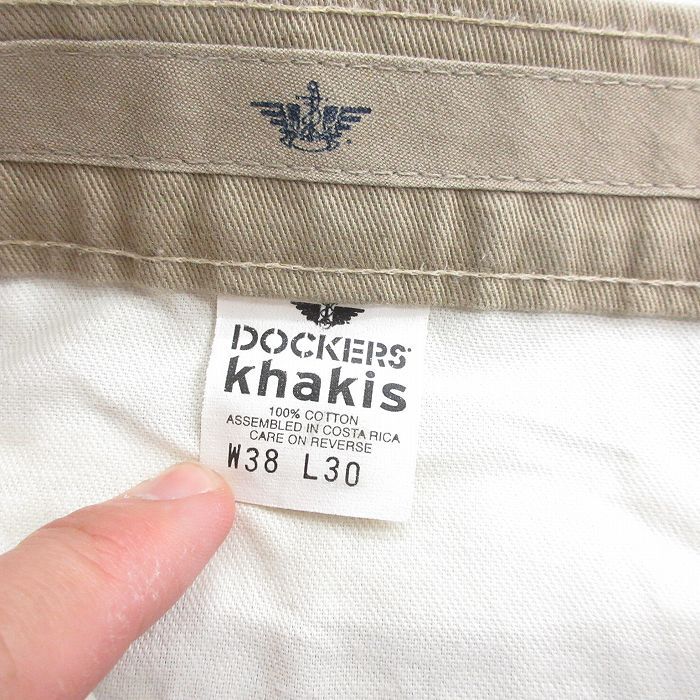 DOCKERS®
khakis
100% COTTON
ASSEMBLED IN COSTA RICA
CARE ON REVERSE
W38 L30